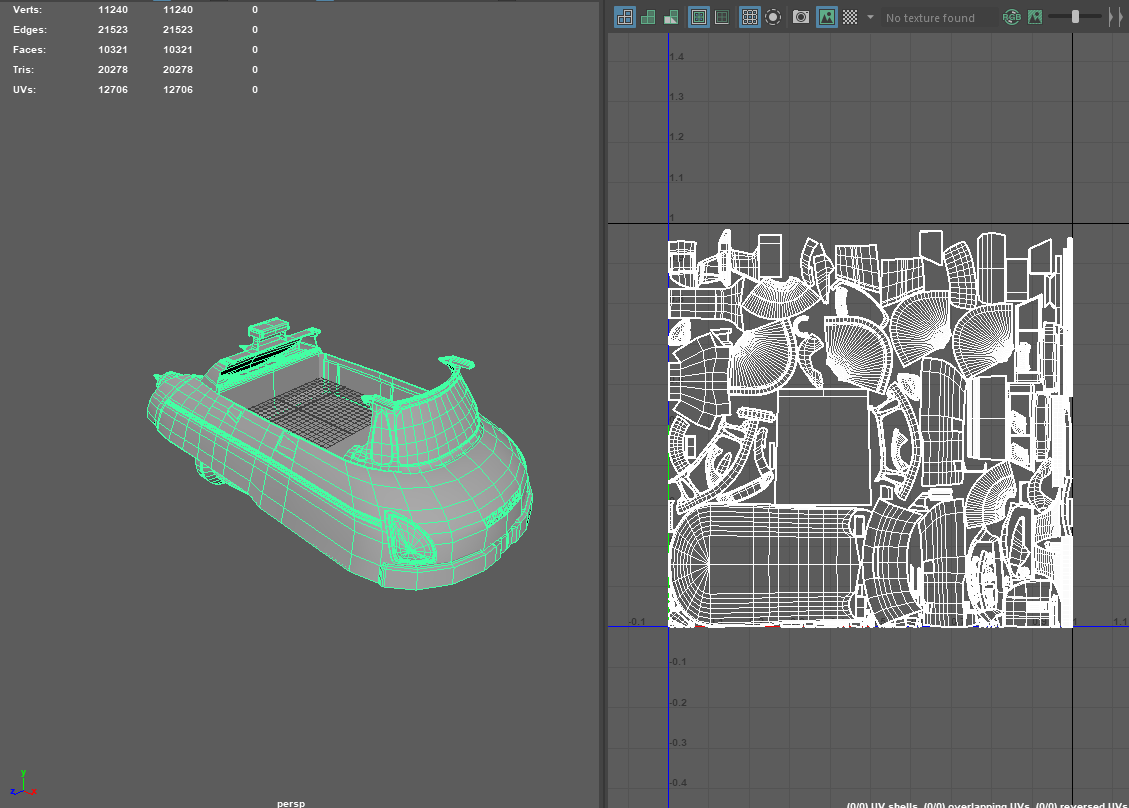 Verts: 11240 11240 0
Edges: 21523 21523 0
Faces: 10321 10321 0
Tris: 20278 20278 0
UVs: 12706 12706 0
No texture found
RGB
1.4
1.3
1.2
1.1
1
-0.1
1
1.1
-0.1
-0.2
-0.3
-0.4
y
z x
persp
(0/0) UV shells, (0/0) overlapping UVs, (0/0) reversed UVs